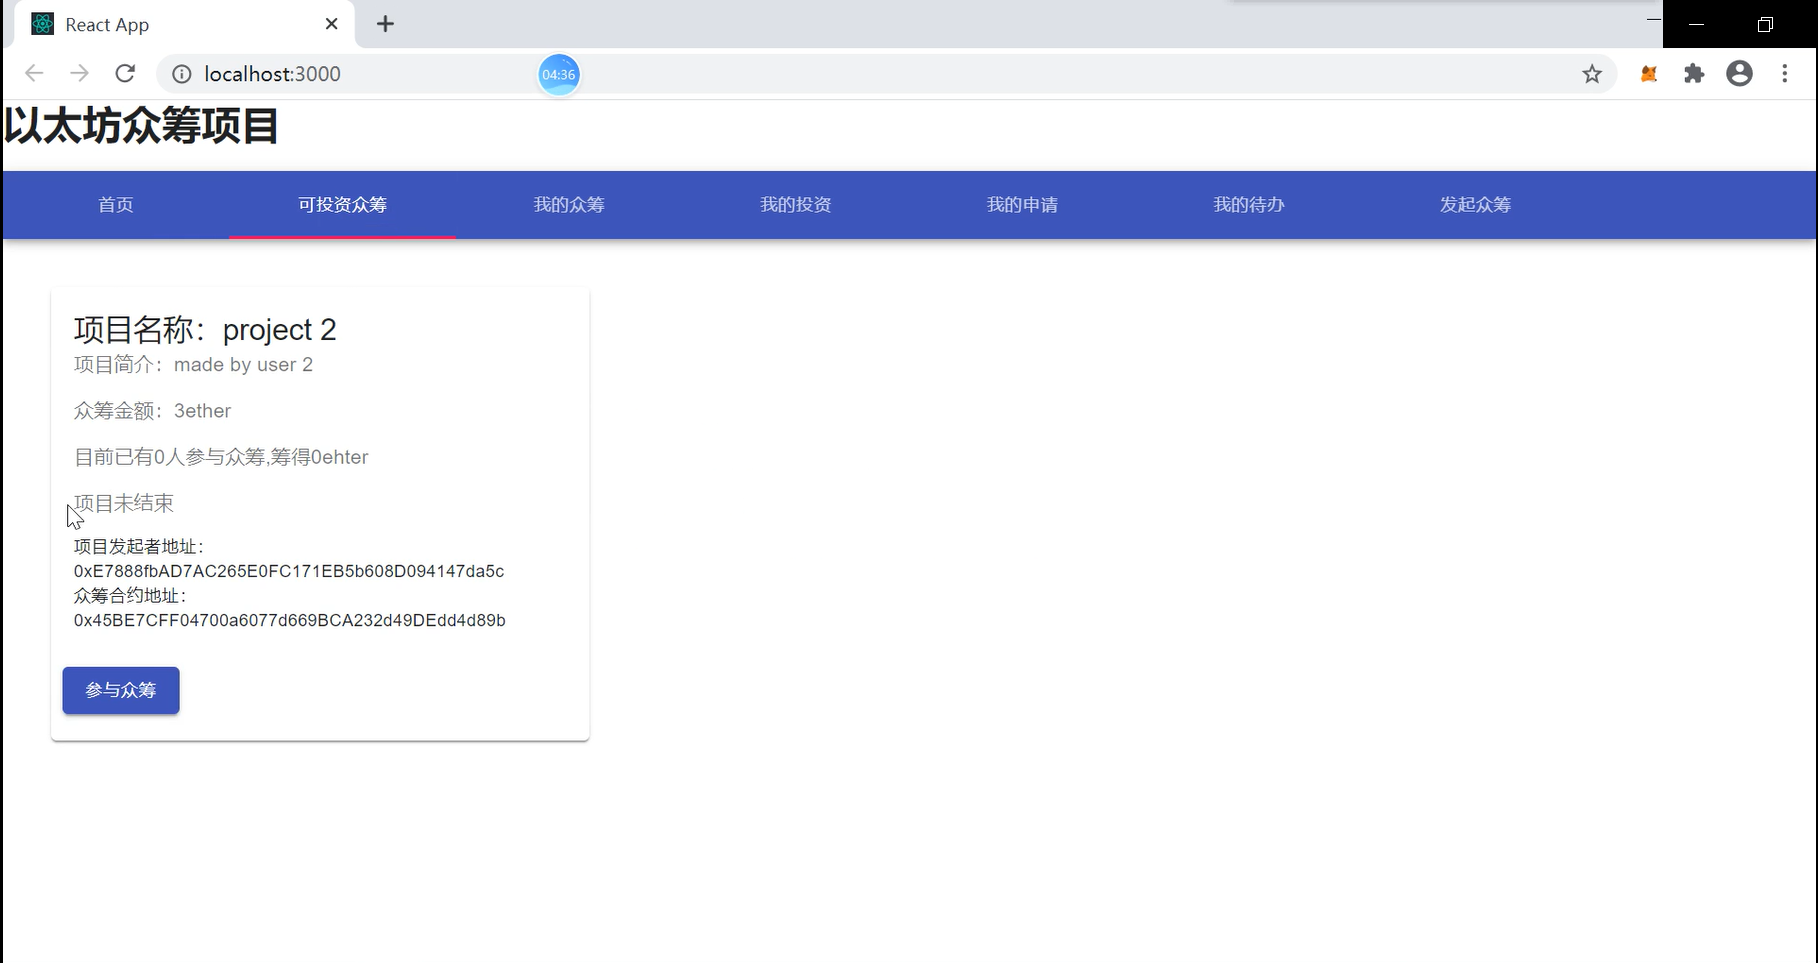 React App
localhost:3000
04:36
以太坊众筹项目
首页 可投资众筹 我的众筹 我的投资 我的申请 我的待办 发起众筹
项目名称：project 2
项目简介：made by user 2
众筹金额：3ether
目前已有0人参与众筹,筹得0ehter
项目未结束
项目发起者地址：
0xE7888fbAD7AC265E0FC171EB5b608D094147da5c
众筹合约地址：
0x45BE7CFF04700a6077d669BCA232d49DEdd4d89b
参与众筹